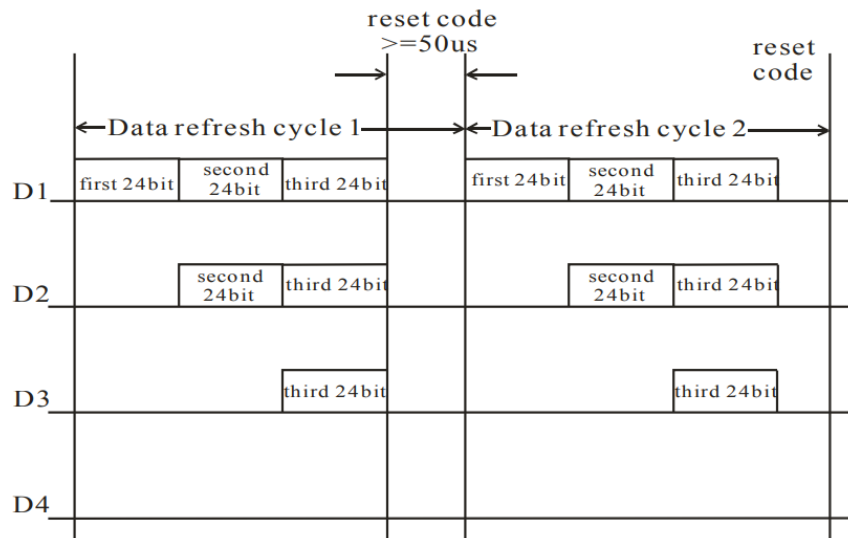 reset code
>=50us
reset
code
Data refresh cycle 1
Data refresh cycle 2
D1
first 24bit
second
24bit
third 24bit
first 24bit
second
24bit
third 24bit
D2
second
24bit
third 24bit
second
24bit
third 24bit
D3
third 24bit
third 24bit
D4